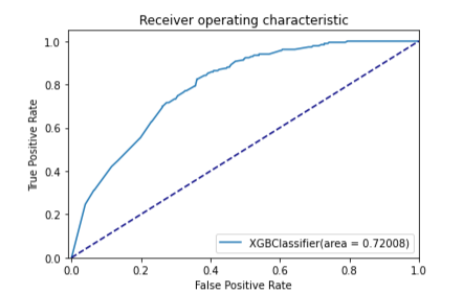 Receiver operating characteristic
1.0
0.8
0.6
0.4
0.2
0.0
True Positive Rate
XGBClassifier(area = 0.72008)
0.0 0.2 0.4 0.6 0.8 1.0
False Positive Rate